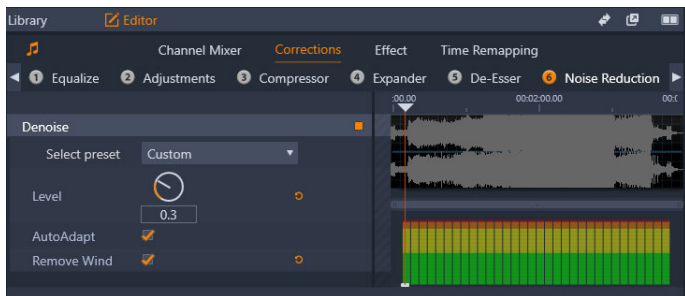 Library Editor
Channel Mixer Corrections Effect Time Remapping
1 Equalize 2 Adjustments 3 Compressor 4 Expander 5 De-Esser 6 Noise Reduction
:00.00 00:02:00.00 00:(
Denoise
Select preset Custom
Level
0.3
AutoAdapt
Remove Wind